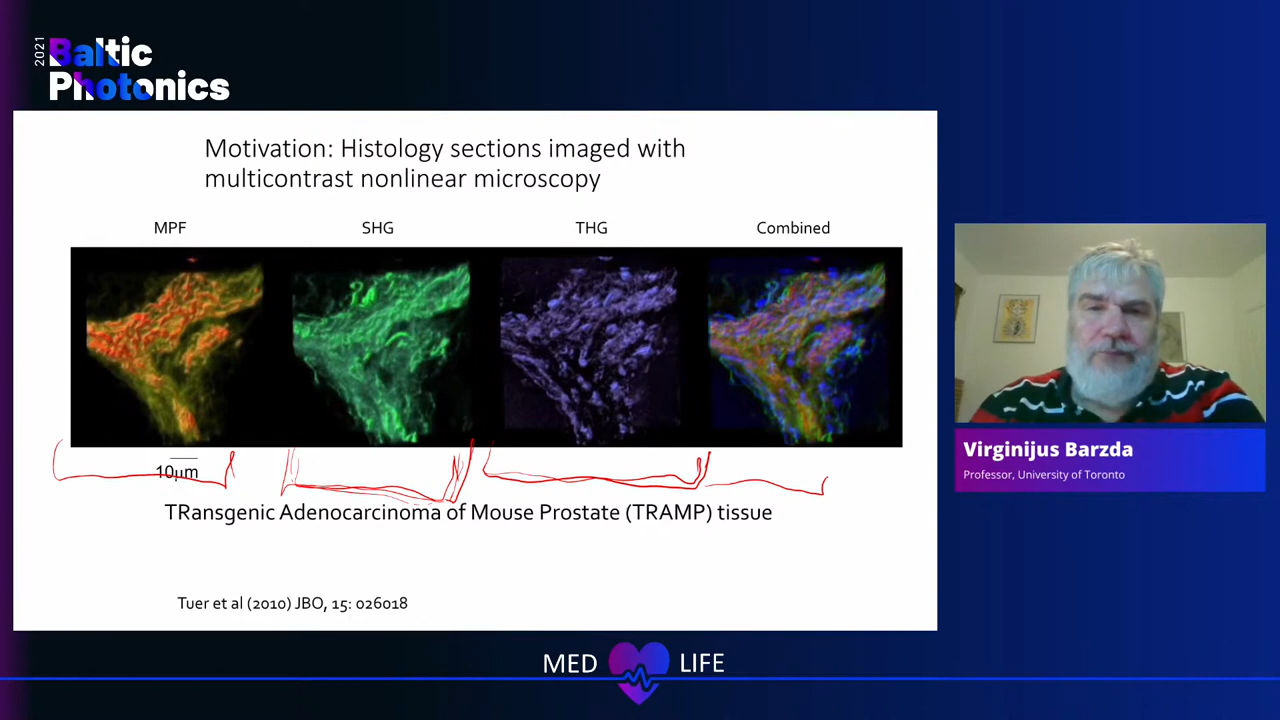 2021
Baltic
Photonics
Motivation: Histology sections imaged with
multicontrast nonlinear microscopy
MPF
SHG
THG
Combined
10μm
TRansgenic Adenocarcinoma of Mouse Prostate (TRAMP) tissue
Tuer et al (2010) JBO, 15: 026018
Virginijus Barzda
Professor, University of Toronto
MED LIFE